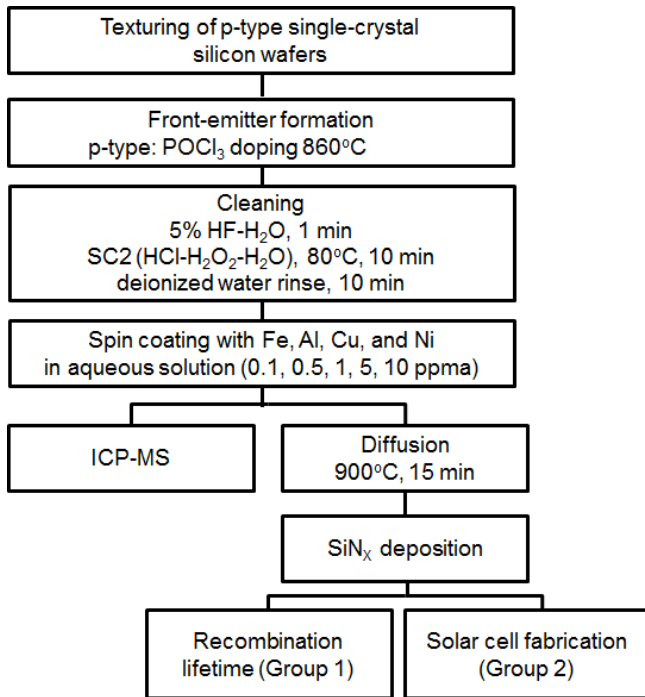 Texturing of p-type single-crystal
silicon wafers
Front-emitter formation
p-type: POCl₃ doping 860°C
Cleaning
5% HF-H₂O, 1 min
SC2 (HCl-H₂O₂-H₂O), 80°C, 10 min
deionized water rinse, 10 min
Spin coating with Fe, Al, Cu, and Ni
in aqueous solution (0.1, 0.5, 1, 5, 10 ppma)
ICP-MS
Diffusion
900°C, 15 min
SiNₓ deposition
Recombination
lifetime (Group 1)
Solar cell fabrication
(Group 2)